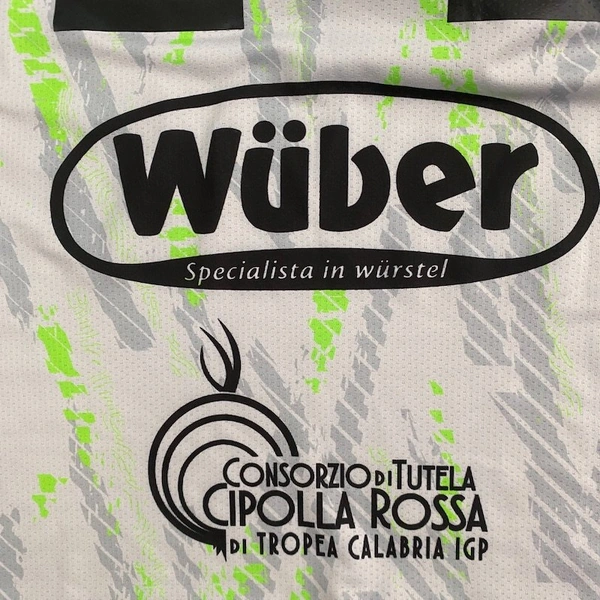 Wüber
Specialista in würstel
CONSORZIO DI TUTELA
CIPOLLA ROSSA
DI TROPEA CALABRIA IGP